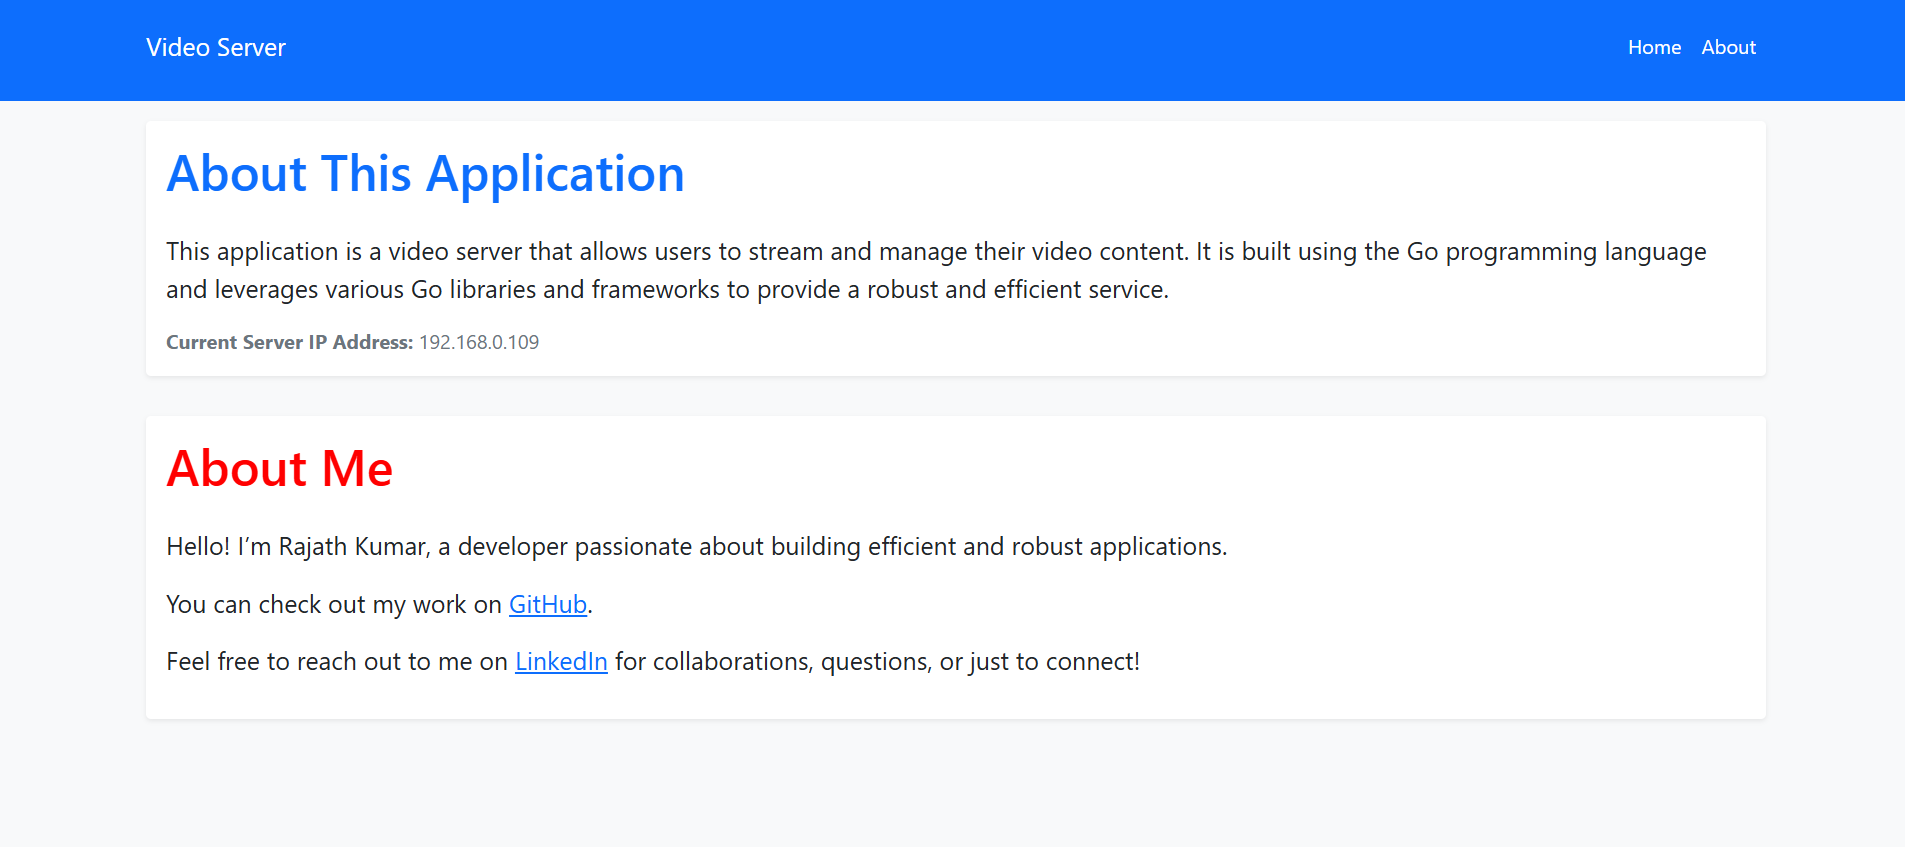 Video Server
Home About
About This Application
This application is a video server that allows users to stream and manage their video content. It is built using the Go programming language
and leverages various Go libraries and frameworks to provide a robust and efficient service.
Current Server IP Address: 192.168.0.109
About Me
Hello! I’m Rajath Kumar, a developer passionate about building efficient and robust applications.
You can check out my work on GitHub.
Feel free to reach out to me on LinkedIn for collaborations, questions, or just to connect!